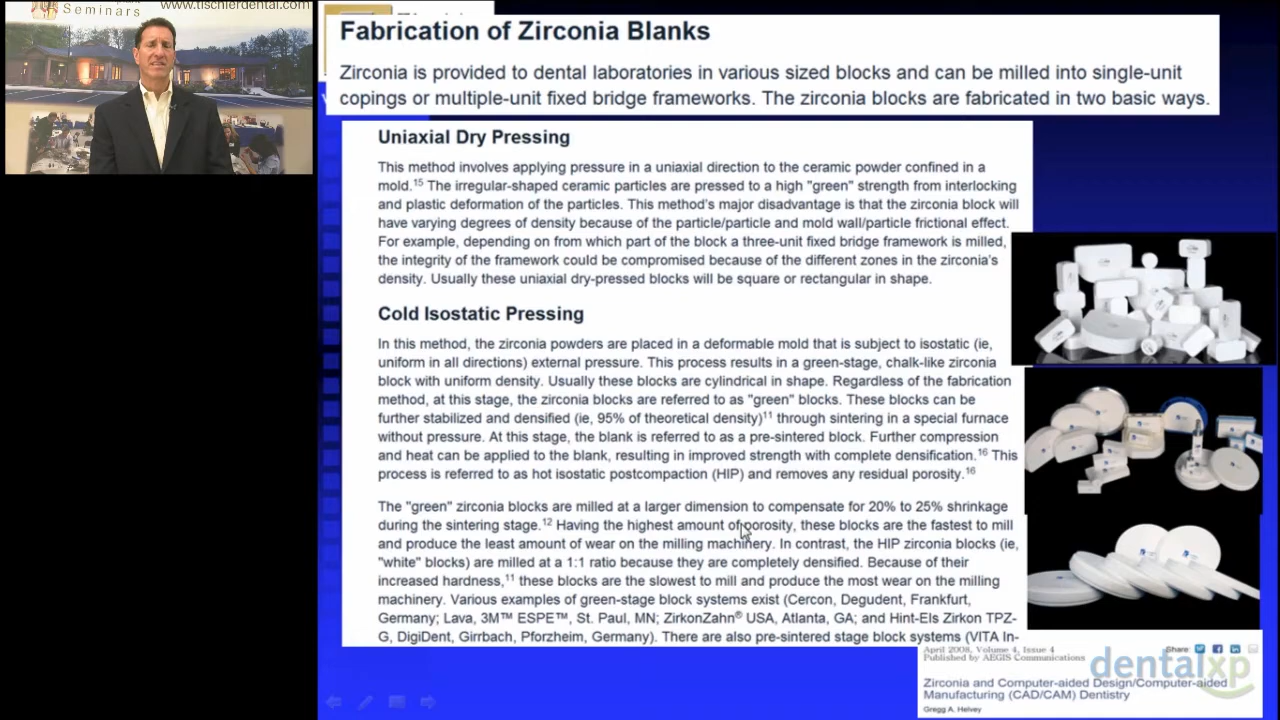 Seminars
www.tischlerdental.com
Fabrication of Zirconia Blanks
Zirconia is provided to dental laboratories in various sized blocks and can be milled into single-unit
copings or multiple-unit fixed bridge frameworks. The zirconia blocks are fabricated in two basic ways.
Uniaxial Dry Pressing
This method involves applying pressure in a uniaxial direction to the ceramic powder confined in a
mold.15 The irregular-shaped ceramic particles are pressed to a high "green" strength from interlocking
and plastic deformation of the particles. This method's major disadvantage is that the zirconia block will
have varying degrees of density because of the particle/particle and mold wall/particle frictional effect.
For example, depending on from which part of the block a three-unit fixed bridge framework is milled,
the integrity of the framework could be compromised because of the different zones in the zirconia's
density. Usually these uniaxial dry-pressed blocks will be square or rectangular in shape.
Cold Isostatic Pressing
In this method, the zirconia powders are placed in a deformable mold that is subject to isostatic (ie,
uniform in all directions) external pressure. This process results in a green-stage, chalk-like zirconia
block with uniform density. Usually these blocks are cylindrical in shape. Regardless of the fabrication
method, at this stage, the zirconia blocks are referred to as "green" blocks. These blocks can be
further stabilized and densified (ie, 95% of theoretical density)11 through sintering in a special furnace
without pressure. At this stage, the blank is referred to as a pre-sintered block. Further compression
and heat can be applied to the blank, resulting in improved strength with complete densification.16 This
process is referred to as hot isostatic postcompaction (HIP) and removes any residual porosity.16
The "green" zirconia blocks are milled at a larger dimension to compensate for 20% to 25% shrinkage
during the sintering stage.12 Having the highest amount of porosity, these blocks are the fastest to mill
and produce the least amount of wear on the milling machinery. In contrast, the HIP zirconia blocks (ie,
"white" blocks) are milled at a 1:1 ratio because they are completely densified. Because of their
increased hardness,11 these blocks are the slowest to mill and produce the most wear on the milling
machinery. Various examples of green-stage block systems exist (Cercon, Degudent, Frankfurt,
Germany; Lava, 3M™ ESPE™, St. Paul, MN; ZirkonZahn® USA, Atlanta, GA; and Hint-Els Zirkon TPZ-
G, DigiDent, Girrbach, Pforzheim, Germany). There are also pre-sintered stage block systems (VITA In-
April 2008, Volume 4, Issue 4
Share:
Published by AEGIS Communications
dentalxp
Zirconia and Computer-aided Design/Computer-aided
Manufacturing (CAD/CAM) Dentistry
Gregg A. Helvey